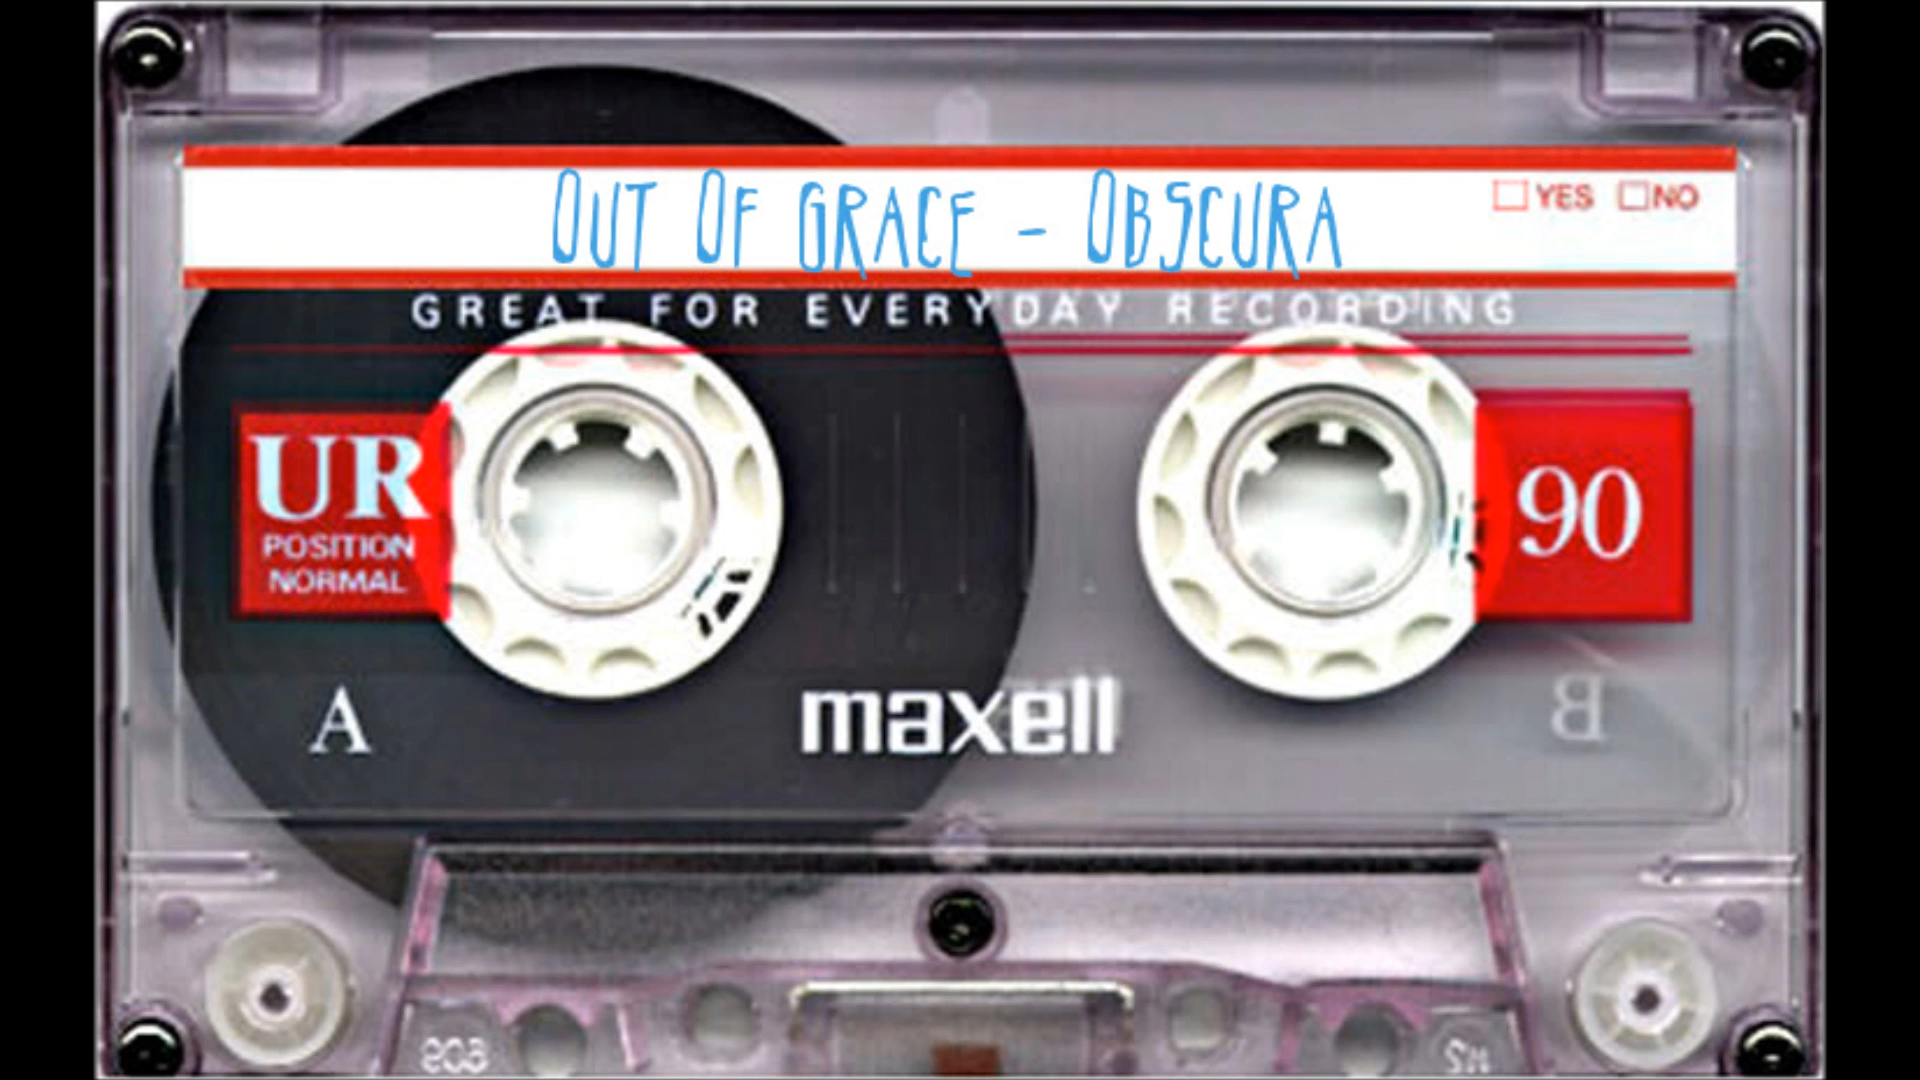 OUT OF GRACE - OBSCURA
YES NO
GREAT FOR EVERYDAY RECORDING
UR
POSITION
NORMAL
90
A
maxell
B